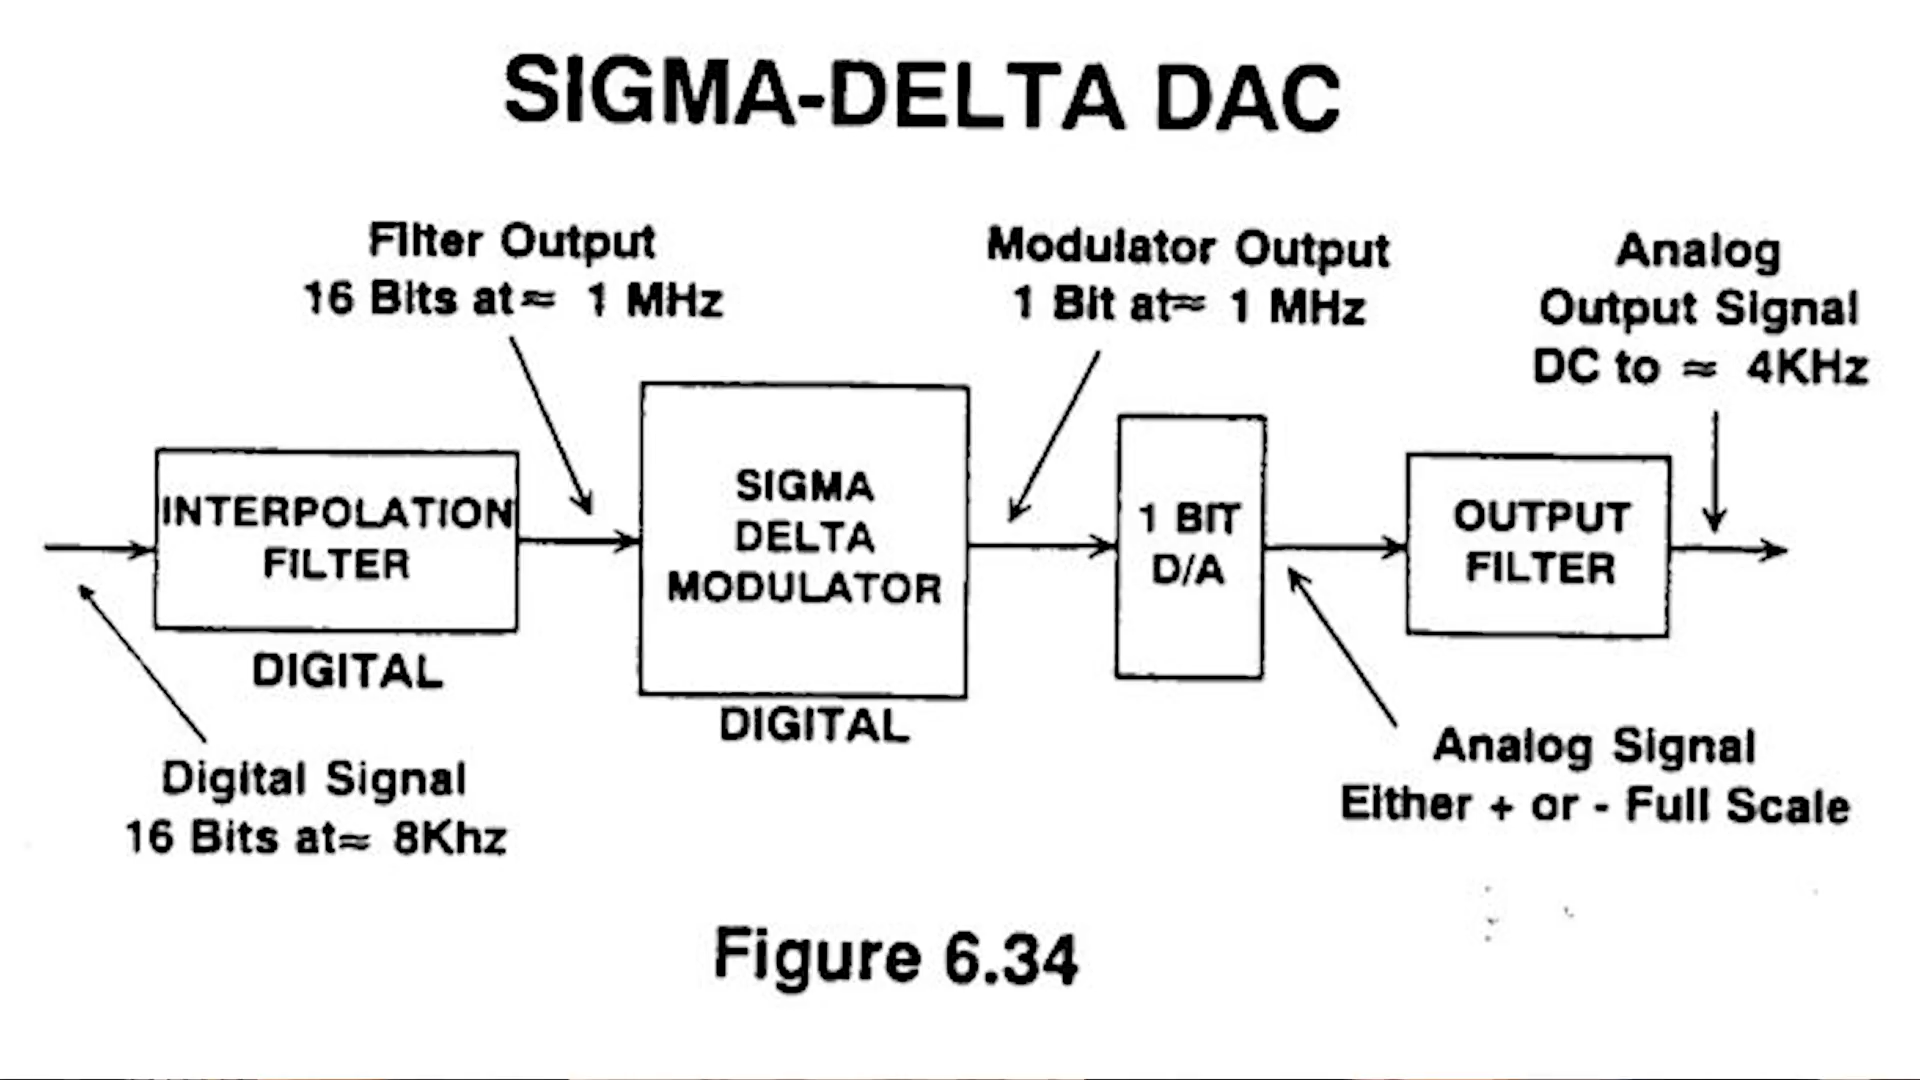 SIGMA-DELTA DAC
Filter Output
16 Bits at≈ 1 MHz
Modulator Output
1 Bit at≈ 1 MHz
Analog
Output Signal
DC to ≈ 4KHz
INTERPOLATION
FILTER
DIGITAL
SIGMA
DELTA
MODULATOR
DIGITAL
1 BIT
D/A
OUTPUT
FILTER
Digital Signal
16 Bits at≈ 8Khz
Analog Signal
Either + or - Full Scale
Figure 6.34